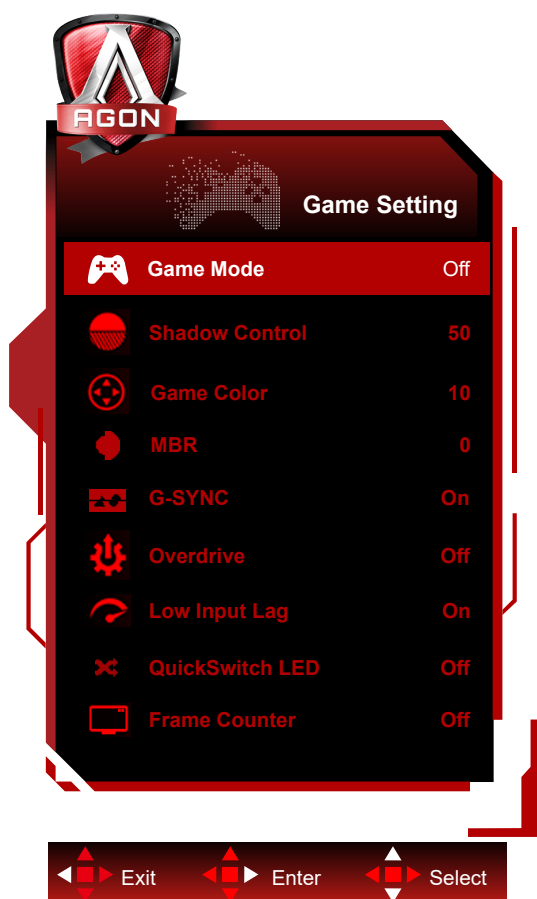 AGON
Game Setting
Game Mode Off
Shadow Control 50
Game Color 10
MBR 0
G-SYNC On
Overdrive Off
Low Input Lag On
QuickSwitch LED Off
Frame Counter Off
Exit Enter Select